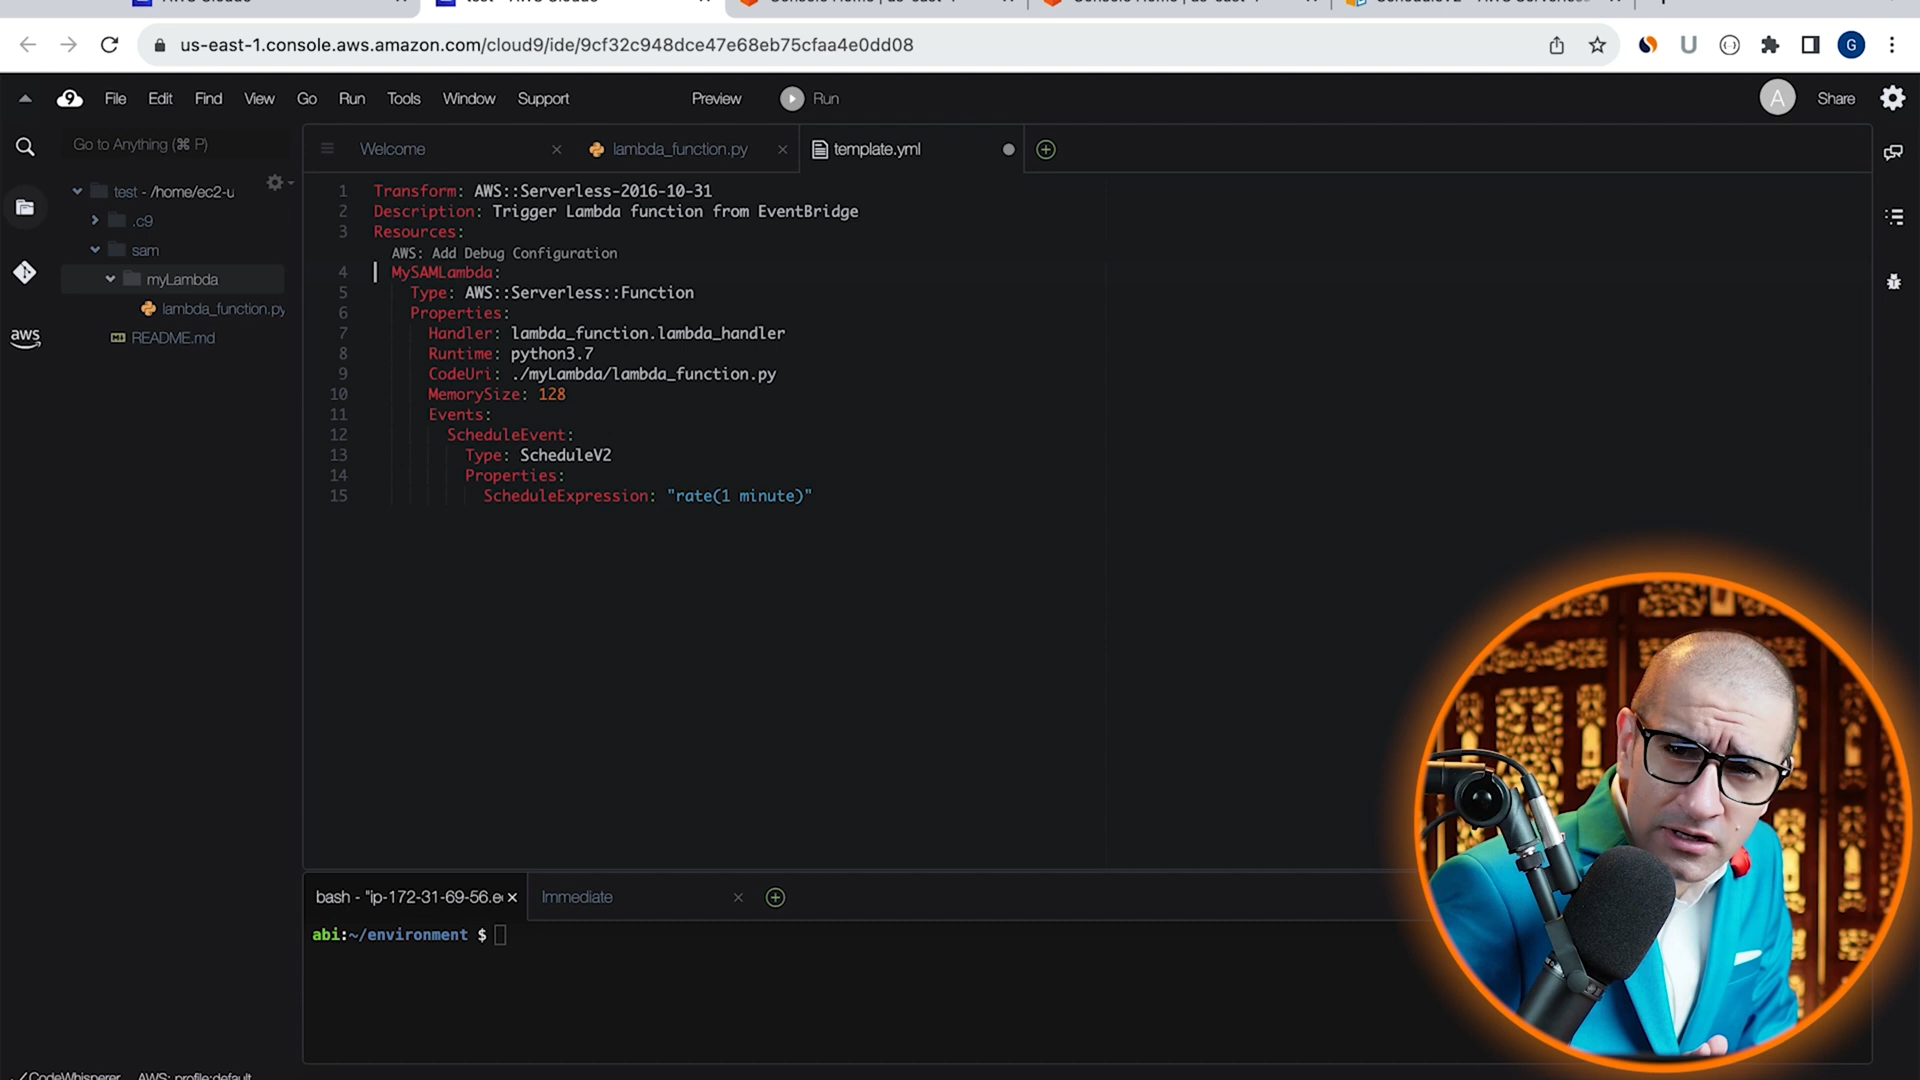 us-east-1.console.aws.amazon.com/cloud9/ide/9cf32c948dce47e68eb75cfaa4e0dd08
G
9 File Edit Find View Go Run Tools Window Support Preview Run A Share
Go to Anything (⌘ P)
Welcome
lambda_function.py
template.yml
test - /home/ec2-u
.c9
sam
myLambda
lambda_function.py
README.md
aws
1 Transform: AWS::Serverless-2016-10-31
2 Description: Trigger Lambda function from EventBridge
3 Resources:
AWS: Add Debug Configuration
4 MySAMLambda:
5 Type: AWS::Serverless::Function
6 Properties:
7 Handler: lambda_function.lambda_handler
8 Runtime: python3.7
9 CodeUri: ./myLambda/lambda_function.py
10 MemorySize: 128
11 Events:
12 ScheduleEvent:
13 Type: ScheduleV2
14 Properties:
15 ScheduleExpression: "rate(1 minute)"
bash - "ip-172-31-69-56.e
Immediate
abi:~/environment $
CodeWhisperer AWS: profile:default